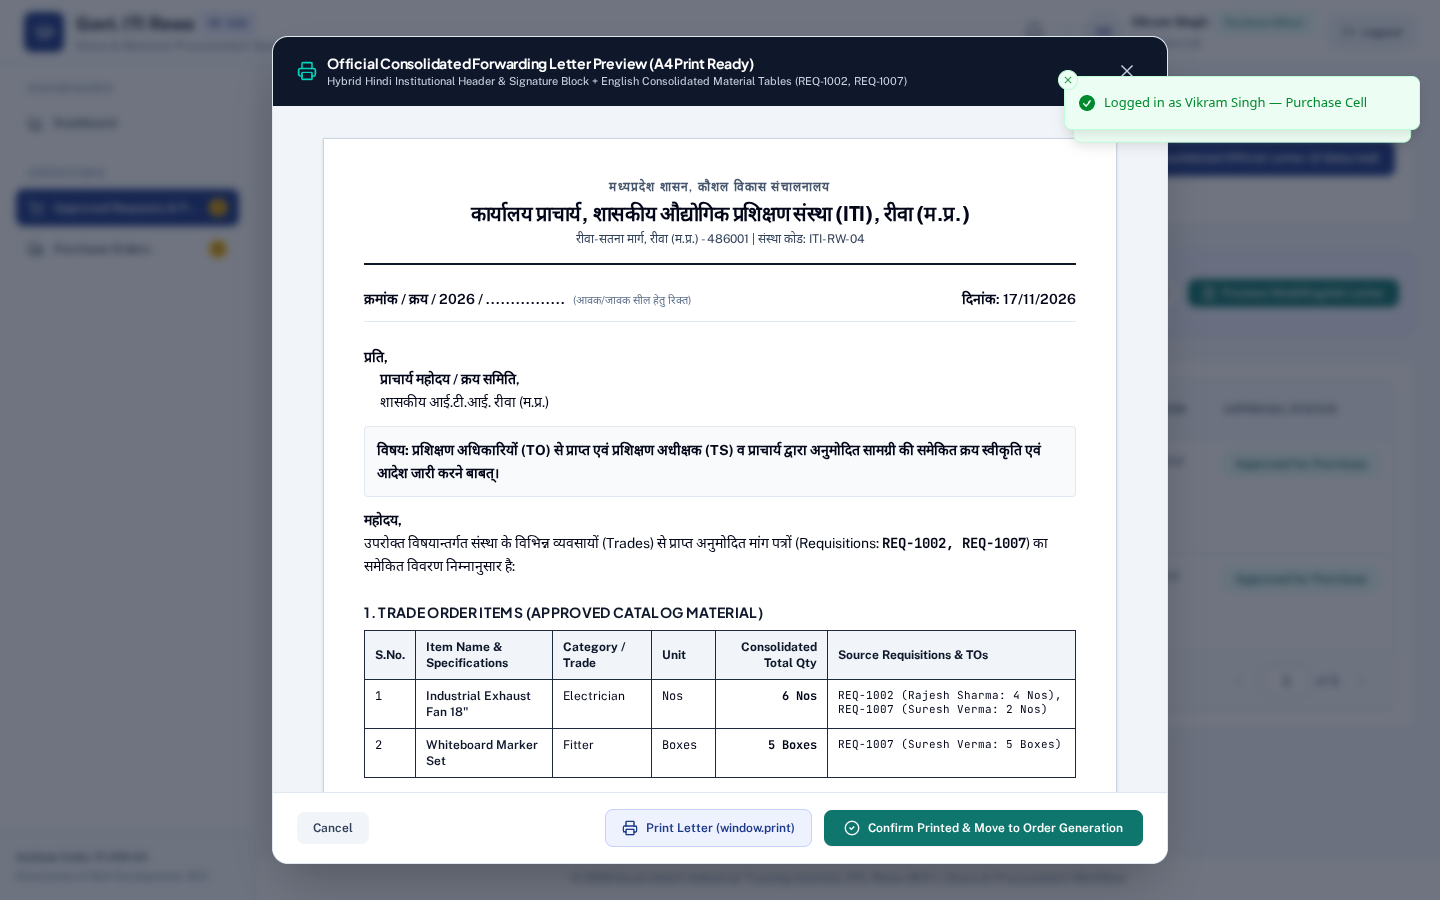 Official Consolidated Forwarding Letter Preview (A4 Print Ready)
Hybrid Hindi Institutional Header & Signature Block + English Consolidated Material Tables (REQ-1002, REQ-1007)
Logged in as Vikram Singh — Purchase Cell
मध्यप्रदेश शासन, कौशल विकास संचालनालय
कार्यालय प्राचार्य, शासकीय औद्योगिक प्रशिक्षण संस्था (ITI), रीवा (म.प्र.)
रीवा-सतना मार्ग, रीवा (म.प्र.) - 486001 | संस्था कोड: ITI-RW-04
क्रमांक / क्रय / 2026 / ................ (आवक/जावक सील हेतु रिक्त)
दिनांक: 17/11/2026
प्रति,
प्राचार्य महोदय / क्रय समिति,
शासकीय आई.टी.आई. रीवा (म.प्र.)
विषय: प्रशिक्षण अधिकारियों (TO) से प्राप्त एवं प्रशिक्षण अधीक्षक (TS) व प्राचार्य द्वारा अनुमोदित सामग्री की समेकित क्रय स्वीकृति एवं
आदेश जारी करने बाबत्।
महोदय,
उपरोक्त विषयान्तर्गत संस्था के विभिन्न व्यवसायों (Trades) से प्राप्त अनुमोदित मांग पत्रों (Requisitions: REQ-1002, REQ-1007) का
समेकित विवरण निम्नानुसार है:
1. TRADE ORDER ITEMS (APPROVED CATALOG MATERIAL)
S.No. Item Name & Specifications Category / Trade Unit Consolidated Total Qty Source Requisitions & TOs
1 Industrial Exhaust Fan 18" Electrician Nos 6 Nos REQ-1002 (Rajesh Sharma: 4 Nos), REQ-1007 (Suresh Verma: 2 Nos)
2 Whiteboard Marker Set Fitter Boxes 5 Boxes REQ-1007 (Suresh Verma: 5 Boxes)
Cancel
Print Letter (window.print)
Confirm Printed & Move to Order Generation